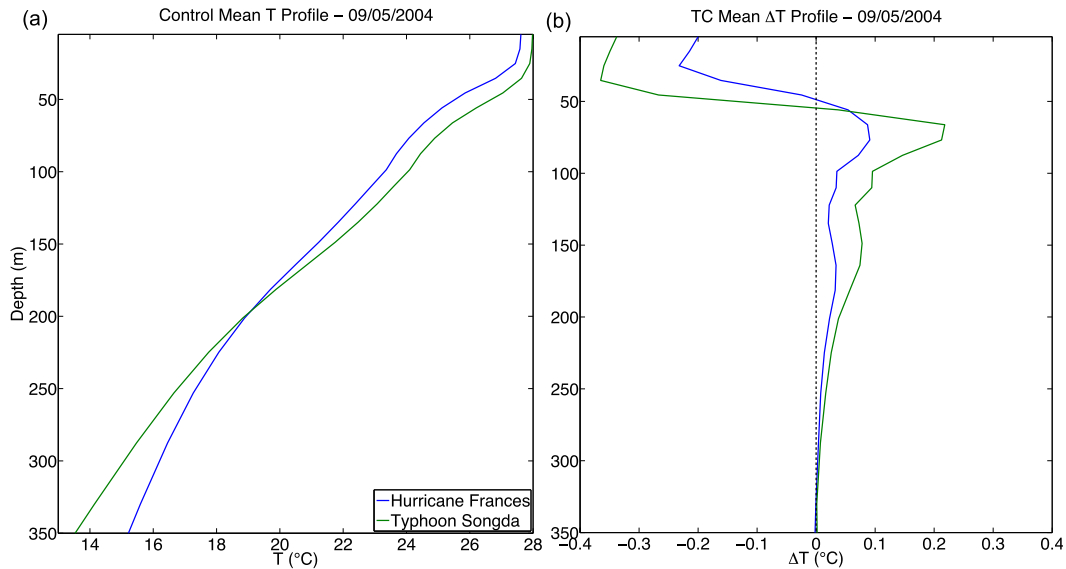 (a)
Control Mean T Profile – 09/05/2004
50
100
150
200
250
300
350
Depth (m)
14 16 18 20 22 24 26 28
T (°C)
Hurricane Frances
Typhoon Songda
(b)
TC Mean ΔT Profile – 09/05/2004
50
100
150
200
250
300
350
−0.4 −0.3 −0.2 −0.1 0 0.1 0.2 0.3 0.4
ΔT (°C)